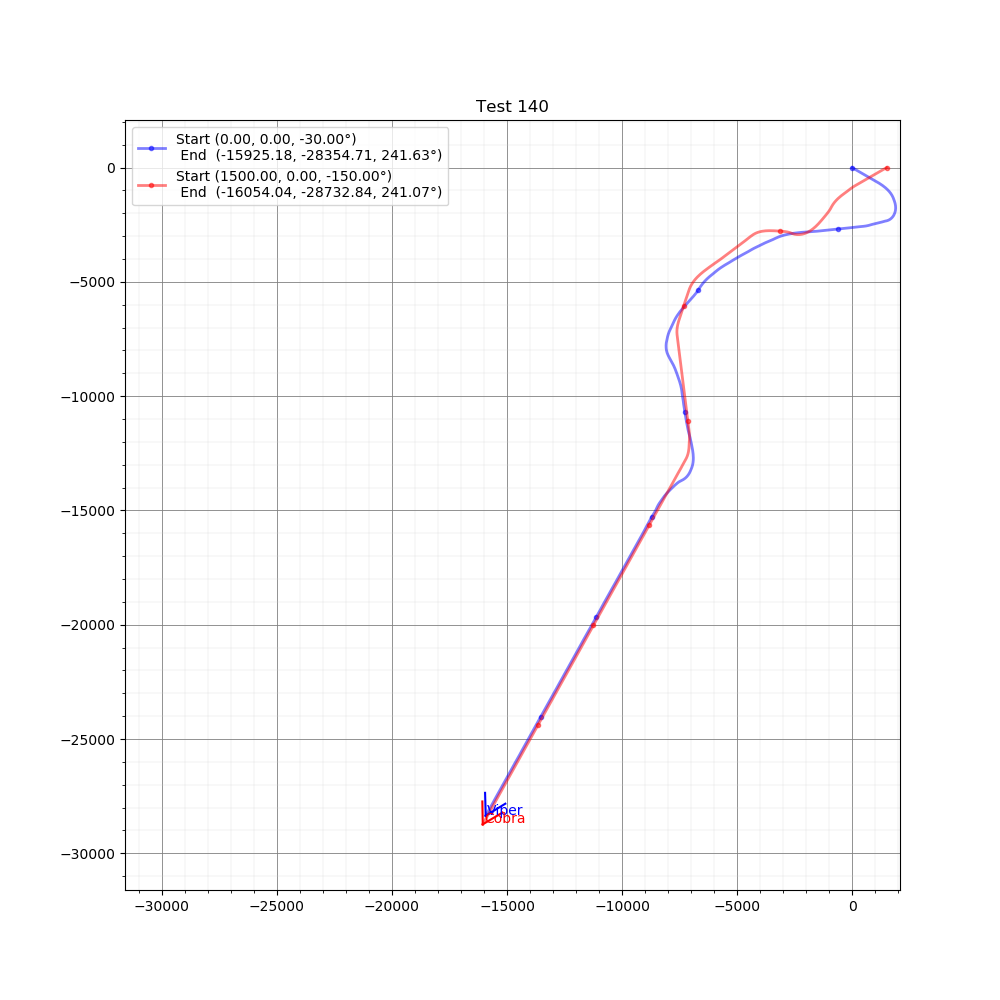 Test 140
Start (0.00, 0.00, -30.00°)
End (-15925.18, -28354.71, 241.63°)
Start (1500.00, 0.00, -150.00°)
End (-16054.04, -28732.84, 241.07°)
0
−5000
−10000
−15000
−20000
−25000
−30000
Viper
Cobra
−30000 −25000 −20000 −15000 −10000 −5000 0